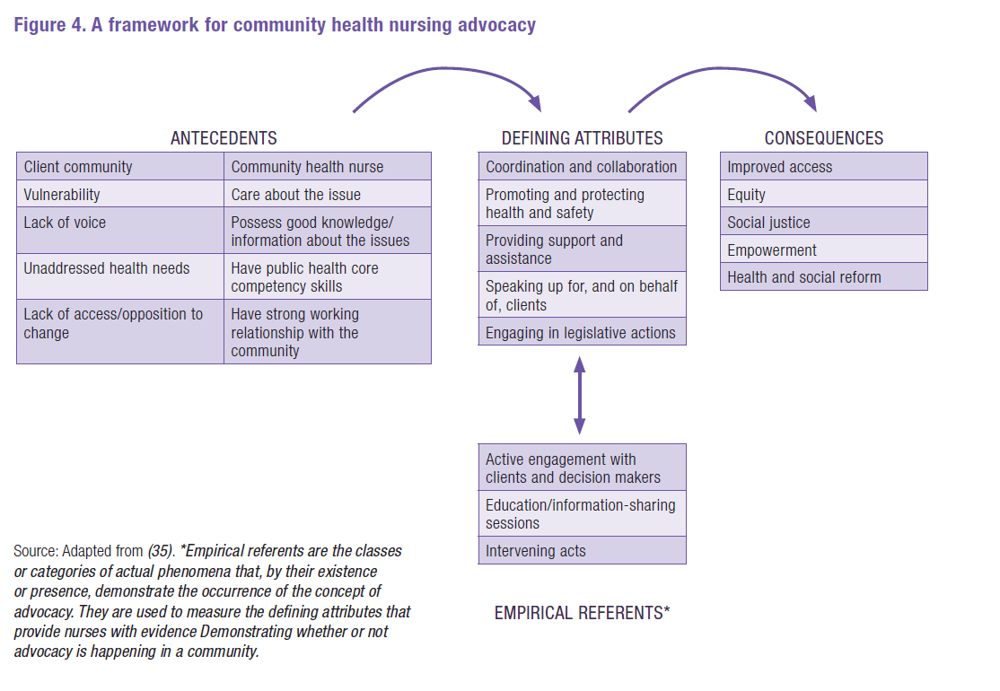 Figure 4. A framework for community health nursing advocacy
ANTECEDENTS
Client community
Community health nurse
Vulnerability
Care about the issue
Lack of voice
Possess good knowledge/
information about the issues
Unaddressed health needs
Have public health core
competency skills
Lack of access/opposition to
change
Have strong working
relationship with the
community
DEFINING ATTRIBUTES
Coordination and collaboration
Promoting and protecting
health and safety
Providing support and
assistance
Speaking up for, and on behalf
of, clients
Engaging in legislative actions
CONSEQUENCES
Improved access
Equity
Social justice
Empowerment
Health and social reform
Active engagement with
clients and decision makers
Education/information-sharing
sessions
Intervening acts
EMPIRICAL REFERENTS*
Source: Adapted from (35). *Empirical referents are the classes
or categories of actual phenomena that, by their existence
or presence, demonstrate the occurrence of the concept of
advocacy. They are used to measure the defining attributes that
provide nurses with evidence Demonstrating whether or not
advocacy is happening in a community.